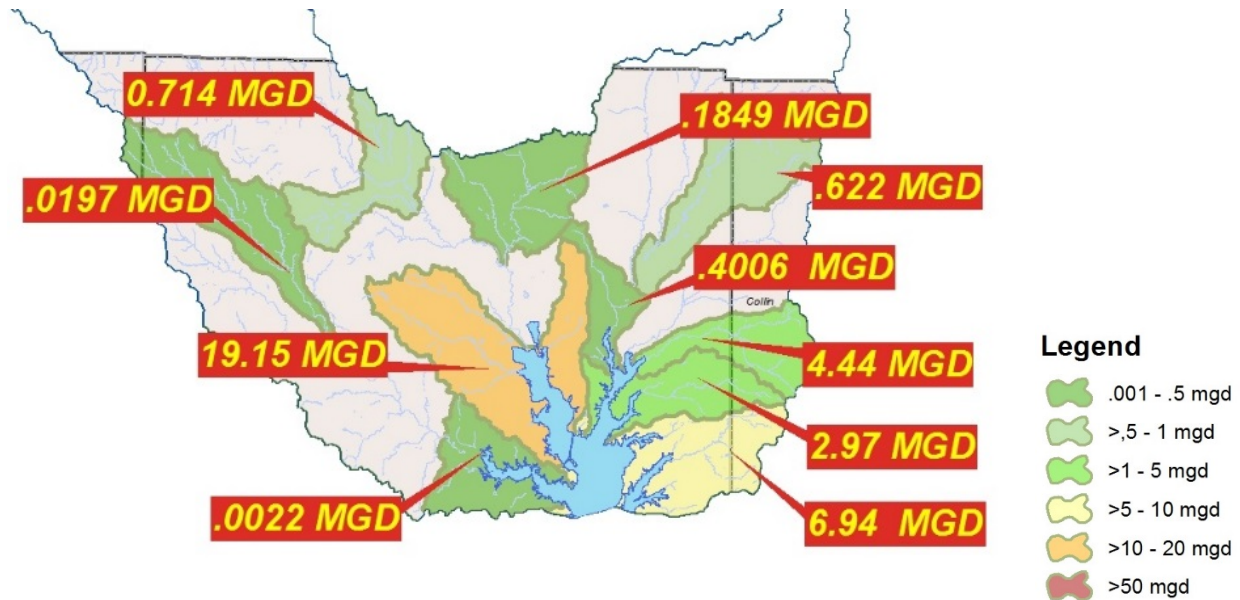 0.714 MGD
.1849 MGD
.0197 MGD
.622 MGD
.4006 MGD
Collin
19.15 MGD
4.44 MGD
2.97 MGD
.0022 MGD
6.94 MGD
Legend
.001 - .5 mgd
>,5 - 1 mgd
>1 - 5 mgd
>5 - 10 mgd
>10 - 20 mgd
>50 mgd